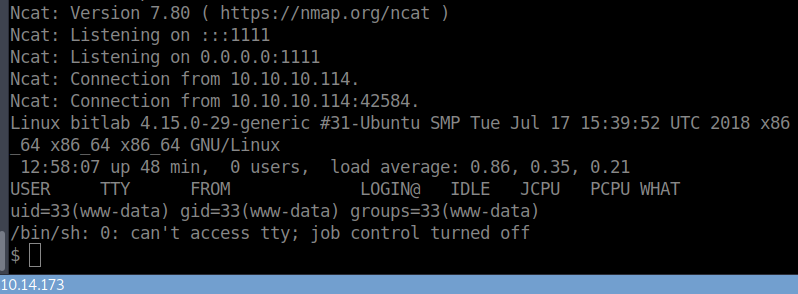 Ncat: Version 7.80 ( https://nmap.org/ncat )
Ncat: Listening on :::1111
Ncat: Listening on 0.0.0.0:1111
Ncat: Connection from 10.10.10.114.
Ncat: Connection from 10.10.10.114:42584.
Linux bitlab 4.15.0-29-generic #31-Ubuntu SMP Tue Jul 17 15:39:52 UTC 2018 x86
_64 x86_64 x86_64 GNU/Linux
 12:58:07 up 48 min,  0 users,  load average: 0.86, 0.35, 0.21
USER     TTY      FROM             LOGIN@   IDLE   JCPU   PCPU WHAT
uid=33(www-data) gid=33(www-data) groups=33(www-data)
/bin/sh: 0: can't access tty; job control turned off
$
10.14.173